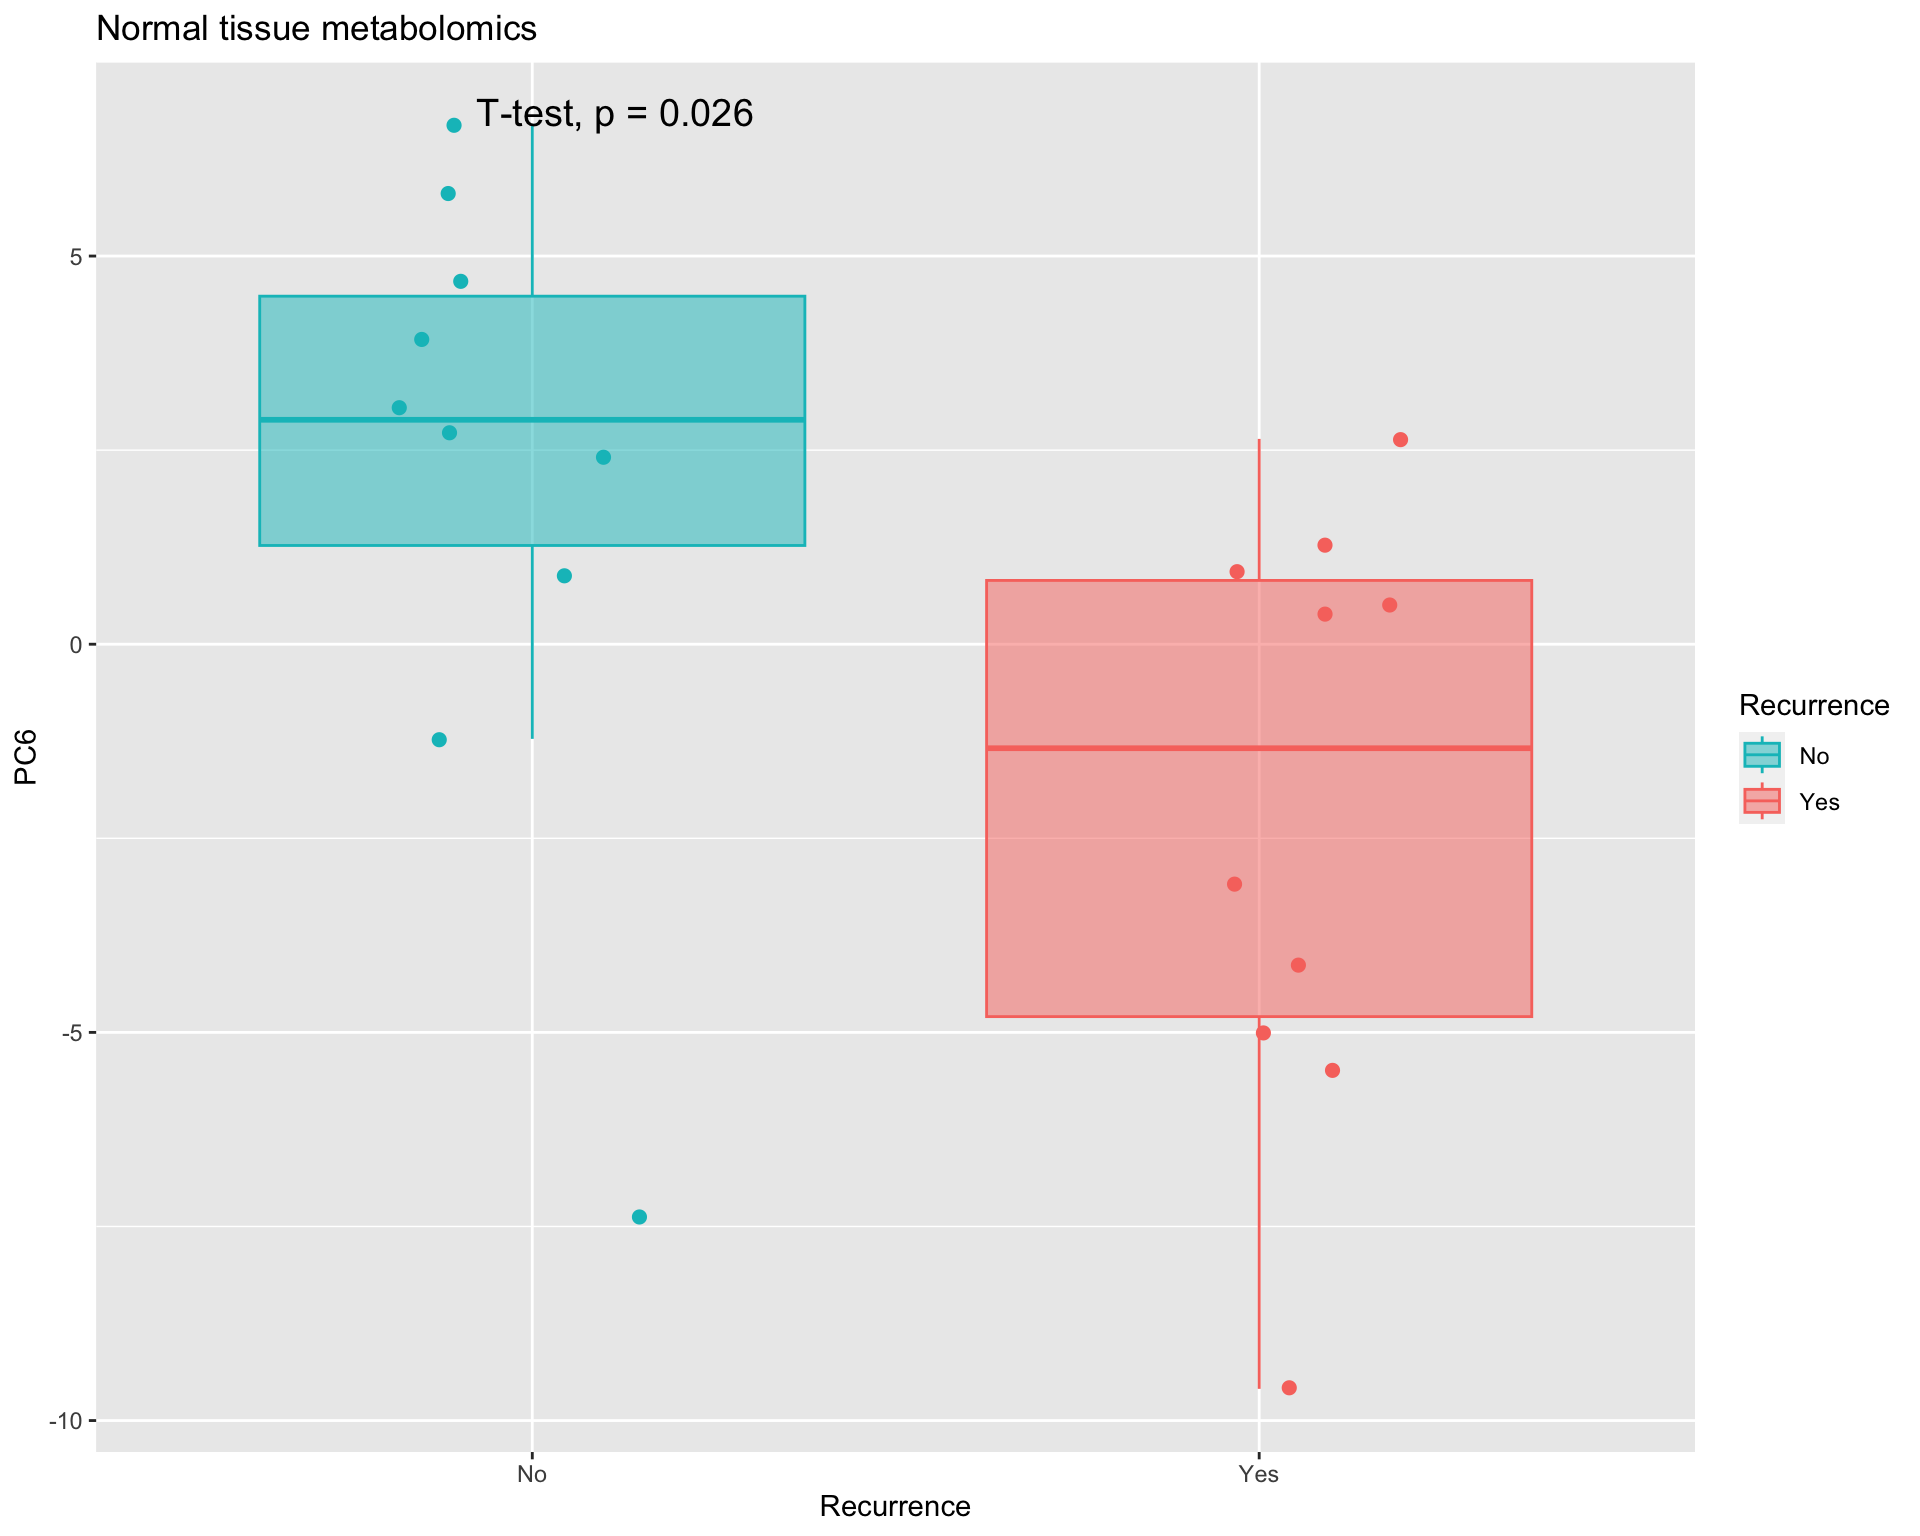 Normal tissue metabolomics
T-test, p = 0.026
5
0
-5
-10
PC6
No
Yes
Recurrence
Recurrence
No
Yes